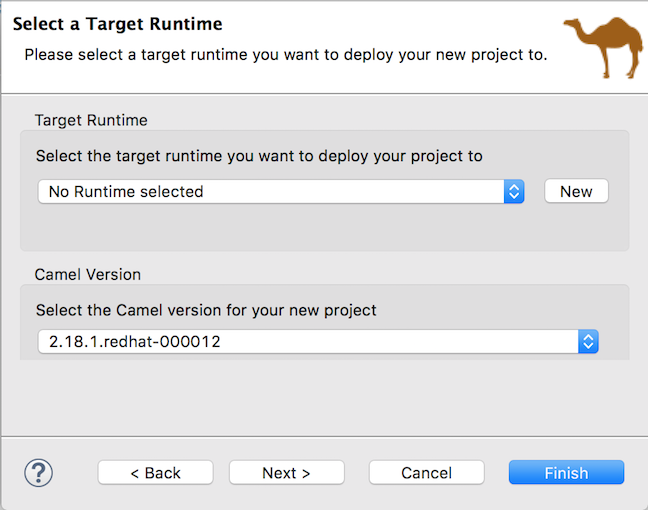 Select a Target Runtime
Please select a target runtime you want to deploy your new project to.
Target Runtime
Select the target runtime you want to deploy your project to
No Runtime selected
New
Camel Version
Select the Camel version for your new project
2.18.1.redhat-000012
?
< Back
Next >
Cancel
Finish